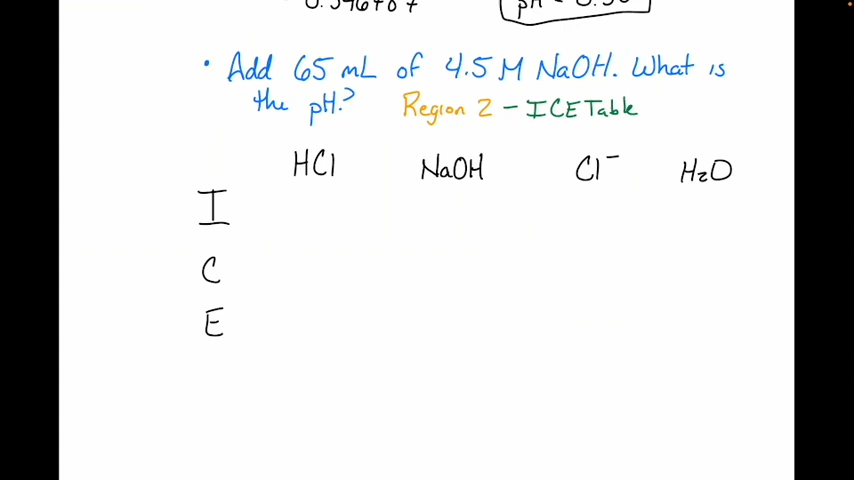 • Add 65 mL of 4.5 M NaOH. What is
the pH? Region 2 - ICE Table
HCl NaOH Cl⁻ H₂O
I
C
E